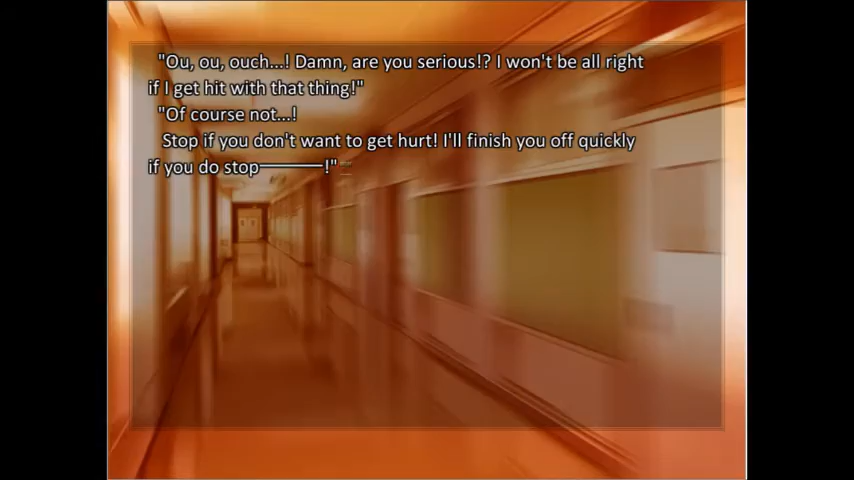 "Ou, ou, ouch...! Damn, are you serious!? I won't be all right
if I get hit with that thing!"
"Of course not...!
Stop if you don't want to get hurt! I'll finish you off quickly
if you do stop————!"